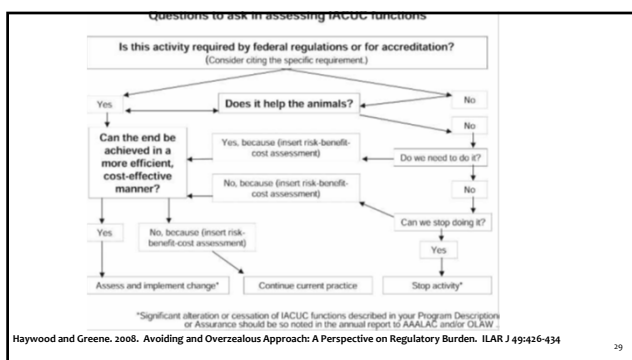 Questions to ask in assessing IACUC functions
Is this activity required by federal regulations or for accreditation?
(Consider citing the specific requirement.)
Yes
Does it help the animals?
No
No
Can the end be
achieved in a
more efficient,
cost-effective
manner?
Yes, because (insert risk-benefit-
cost assessment)
Do we need to do it?
No, because (insert risk-benefit-
cost assessment)
No
Can we stop doing it?
Yes
No, because (insert risk-
benefit-cost assessment)
Yes
Assess and implement change*
Continue current practice
Stop activity*
*Significant alteration or cessation of IACUC functions described in your Program Description
or Assurance should be so noted in the annual report to AAALAC and/or OLAW.
Haywood and Greene. 2008. Avoiding and Overzealous Approach: A Perspective on Regulatory Burden. ILAR J 49:426-434
29